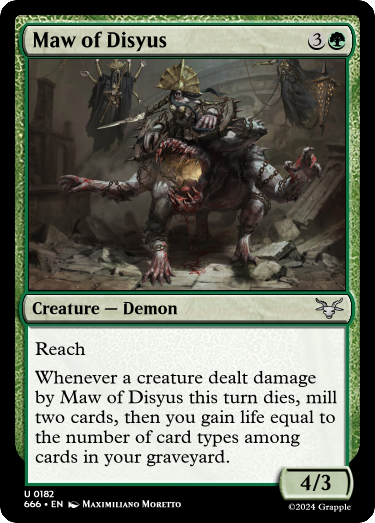 Maw of Disyus 3
Creature — Demon
Reach
Whenever a creature dealt damage
by Maw of Disyus this turn dies, mill
two cards, then you gain life equal to
the number of card types among
cards in your graveyard.
4/3
U 0182
666 • EN Maximiliano Moretto
©2024 Grapple